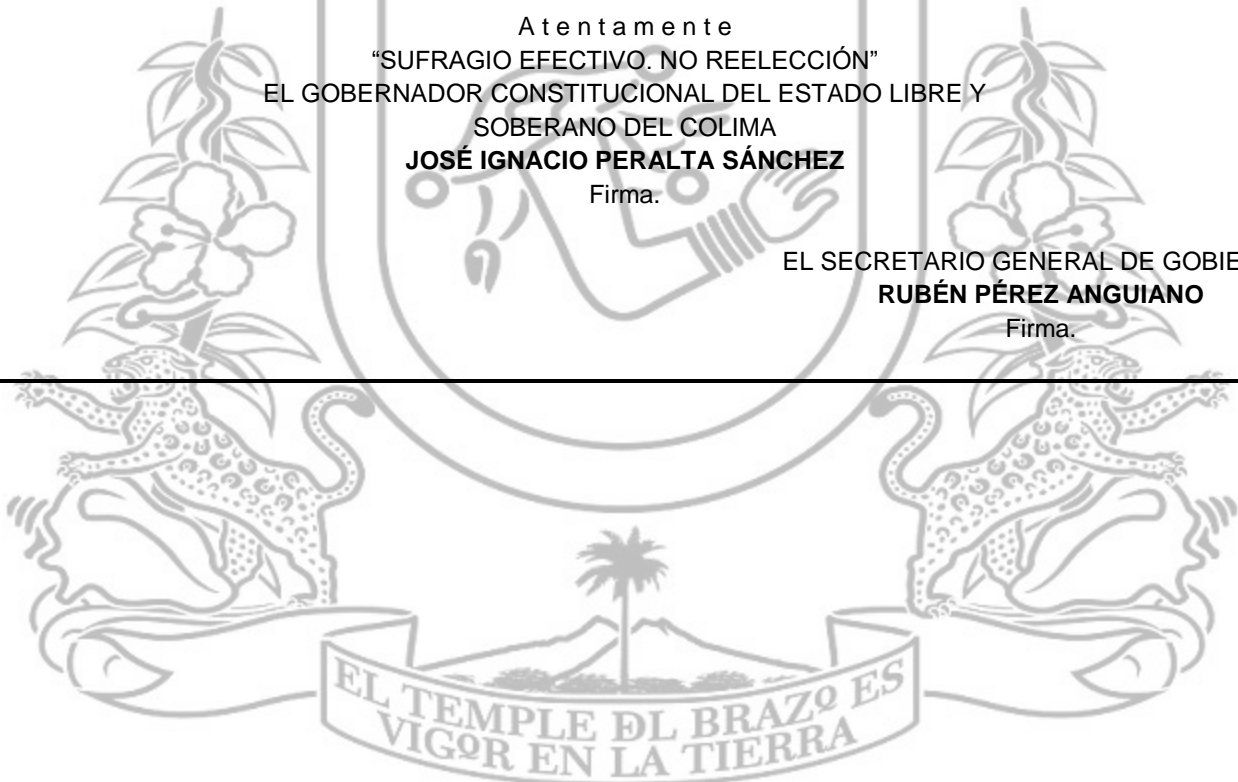 A t e n t a m e n t e
“SUFRAGIO EFECTIVO. NO REELECCIÓN”
EL GOBERNADOR CONSTITUCIONAL DEL ESTADO LIBRE Y
SOBERANO DEL COLIMA
JOSÉ IGNACIO PERALTA SÁNCHEZ
Firma.
EL SECRETARIO GENERAL DE GOBIE
RUBÉN PÉREZ ANGUIANO
Firma.
EL TEMPLE ĐL BRAZº ES
VIGºR EN LA TIERRA